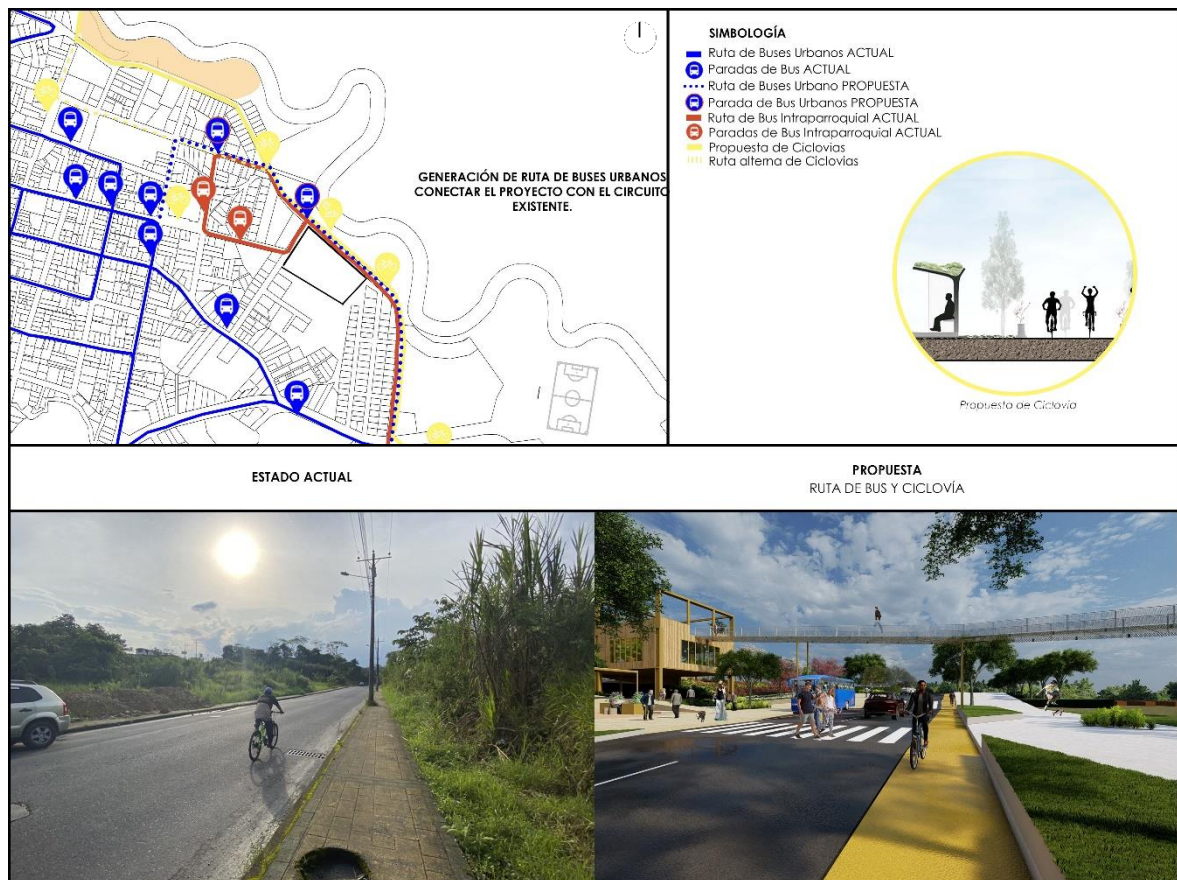 GENERACIÓN DE RUTA DE BUSES URBANOS
CONECTAR EL PROYECTO CON EL CIRCUITO
EXISTENTE.
SIMBOLOGÍA
Ruta de Buses Urbanos ACTUAL
Paradas de Bus ACTUAL
Ruta de Buses Urbano PROPUESTA
Parada de Bus Urbanos PROPUESTA
Ruta de Bus Intraparroquial ACTUAL
Paradas de Bus Intraparroquial ACTUAL
Propuesta de Ciclovias
Ruta alterna de Ciclovias
Propuesta de Ciclovía
ESTADO ACTUAL
PROPUESTA
RUTA DE BUS Y CICLOVÍA